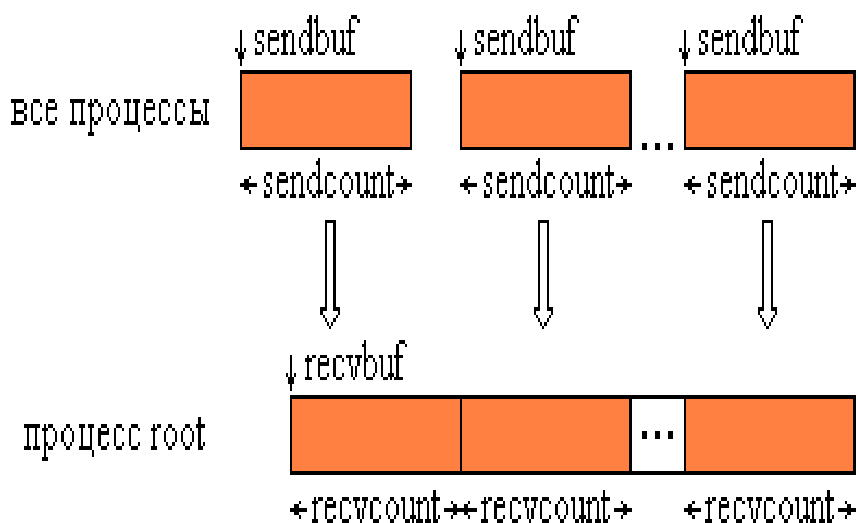 sendbuf sendbuf sendbuf
все процессы
...
sendcount sendcount sendcount
recvbuf
процесс root
...
recvcount recvcount recvcount